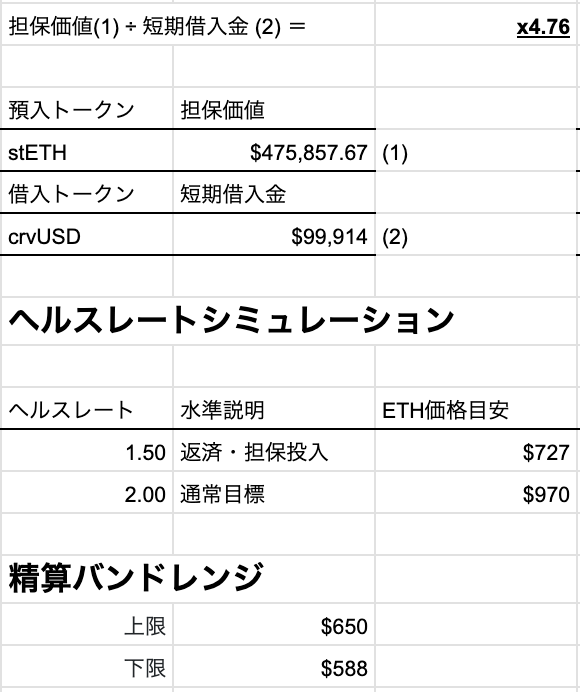 担保価値(1) ÷ 短期借入金 (2) ＝ x4.76
預入トークン 担保価値
stETH $475,857.67 (1)
借入トークン 短期借入金
crvUSD $99,914 (2)
ヘルスレートシミュレーション
ヘルスレート 水準説明 ETH価格目安
1.50 返済・担保投入 $727
2.00 通常目標 $970
精算バンドレンジ
上限 $650
下限 $588